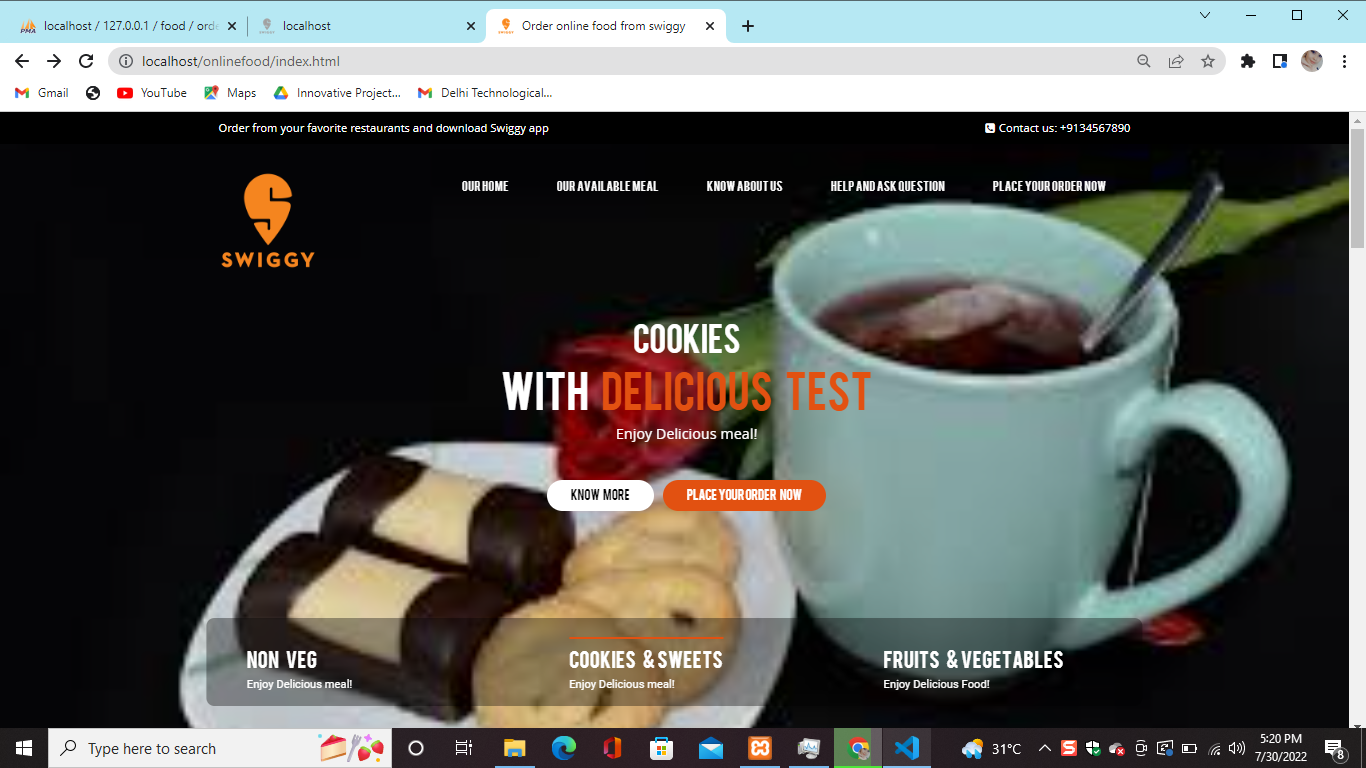 localhost / 127.0.0.1 / food / orde
localhost
Order online food from swiggy
localhost/onlinefood/index.html
Gmail
YouTube
Maps
Innovative Project...
Delhi Technological...
Order from your favorite restaurants and download Swiggy app
Contact us: +9134567890
SWIGGY
OUR HOME
OUR AVAILABLE MEAL
KNOW ABOUT US
HELP AND ASK QUESTION
PLACE YOUR ORDER NOW
COOKIES
WITH DELICIOUS TEST
Enjoy Delicious meal!
KNOW MORE
PLACE YOUR ORDER NOW
NON VEG
Enjoy Delicious meal!
COOKIES & SWEETS
Enjoy Delicious meal!
FRUITS & VEGETABLES
Enjoy Delicious Food!
Type here to search
31°C
5:20 PM
7/30/2022
8